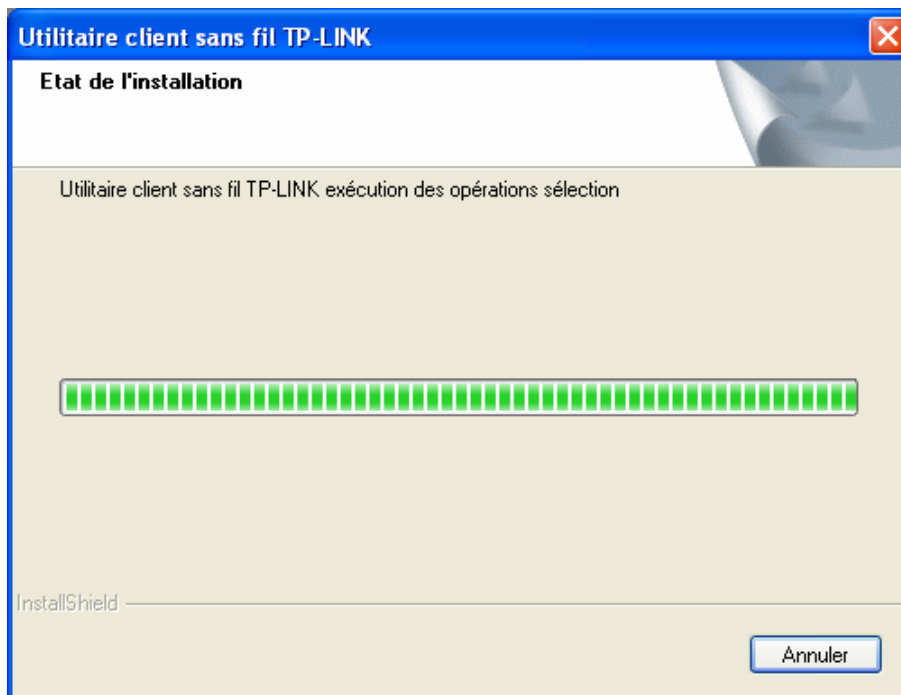 Utilitaire client sans fil TP-LINK
Etat de l'installation
Utilitaire client sans fil TP-LINK exécution des opérations sélection
InstallShield
Annuler